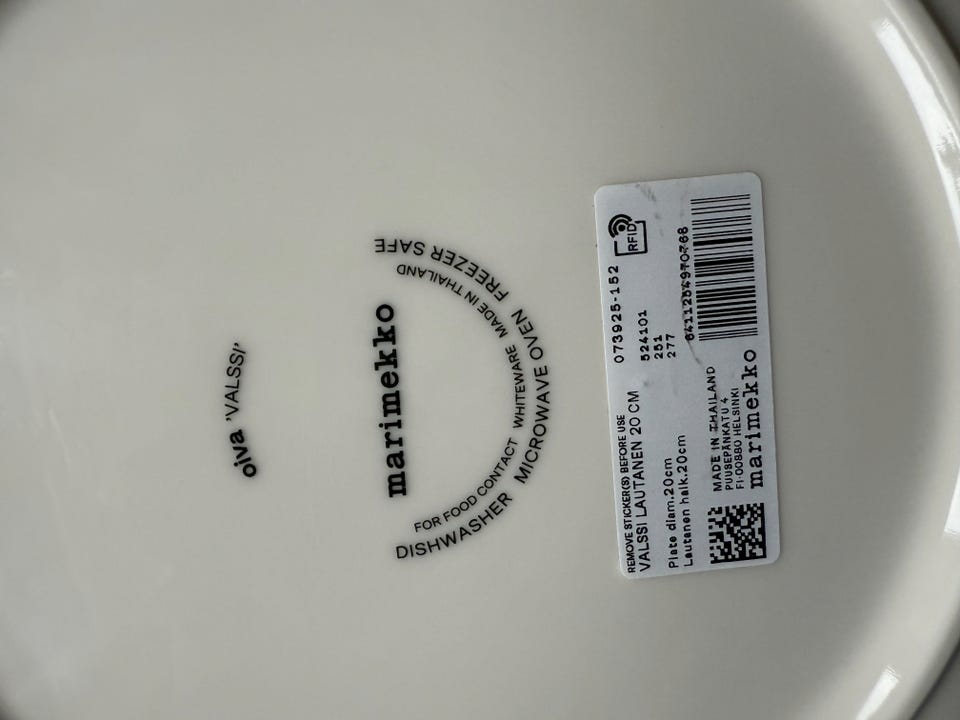 oiva 'VALSSI'
marimekko
FOR FOOD CONTACT WHITEWARE MADE IN THAILAND
DISHWASHER MICROWAVE OVEN FREEZER SAFE
REMOVE STICKER(S) BEFORE USE
VALSSI LAUTANEN 20 CM
073925-152
RFID
Plate diam.20cm
Lautanen halk.20cm
524101
251
277
6411254970768
MADE IN THAILAND
PUUSEPÄNKATU 4
FI-00880 HELSINKI
marimekko